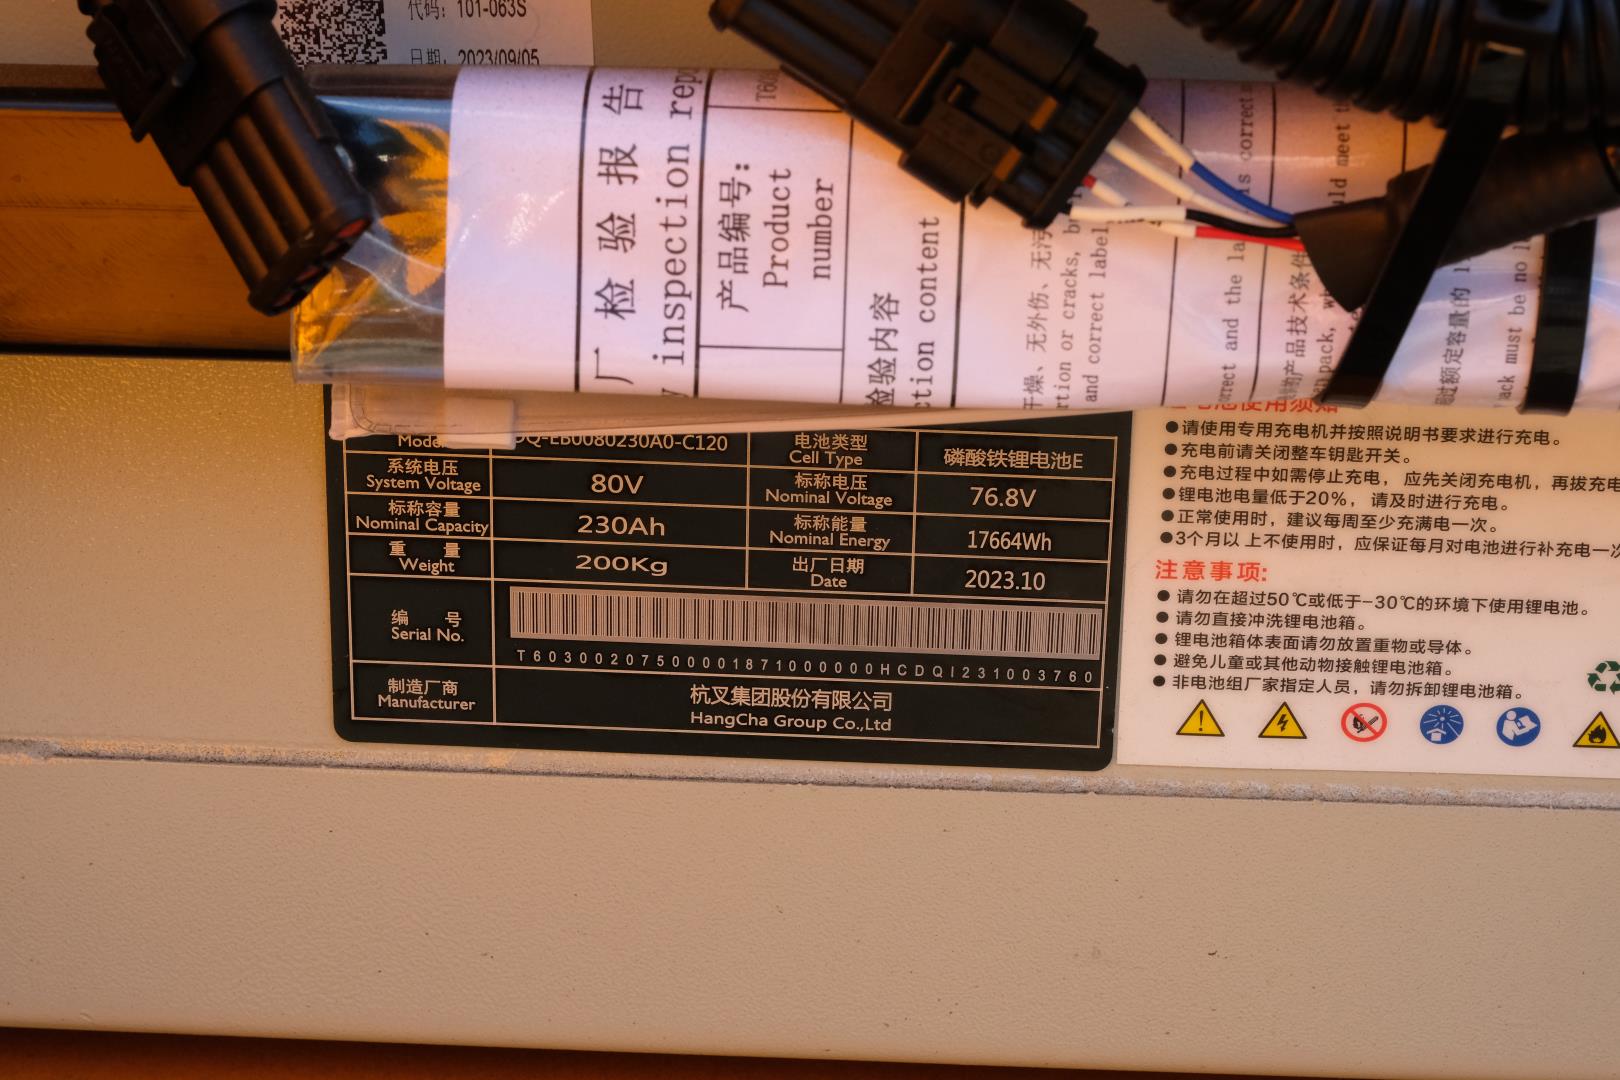 代码: 101-063S
日期: 2023/09/05
厂检验报告
inspection
产品编号:
Product
number
验内容
content
干燥、无外伤、无污
or cracks,
and correct label
and the
产品技术条件
pack,
meet
额定容量的
must be no
DQ-EB0080230A0-C120
电池类型
Cell Type
磷酸铁锂电池E
系统电压
System Voltage
80V
标称电压
Nominal Voltage
76.8V
标称容量
Nominal Capacity
230Ah
标称能量
Nominal Energy
17664Wh
重 量
Weight
200Kg
出厂日期
Date
2023.10
编 号
Serial No.
T60300207500001871000000HCDQI231003760
制造厂商
Manufacturer
杭叉集团股份有限公司
HangCha Group Co.,Ltd
电池使用须知
●请使用专用充电机并按照说明书要求进行充电。
●充电前请关闭整车钥匙开关。
●充电过程中如需停止充电， 应先关闭充电机，再拔充电
●锂电池电量低于20%， 请及时进行充电。
●正常使用时，建议每周至少充满电一次。
●3个月以上不使用时，应保证每月对电池进行补充电一次
注意事项:
● 请勿在超过50℃或低于-30℃的环境下使用锂电池。
● 请勿直接冲洗锂电池箱。
● 锂电池箱体表面请勿放置重物或导体。
● 避免儿童或其他动物接触锂电池箱。
● 非电池组厂家指定人员，请勿拆卸锂电池箱。